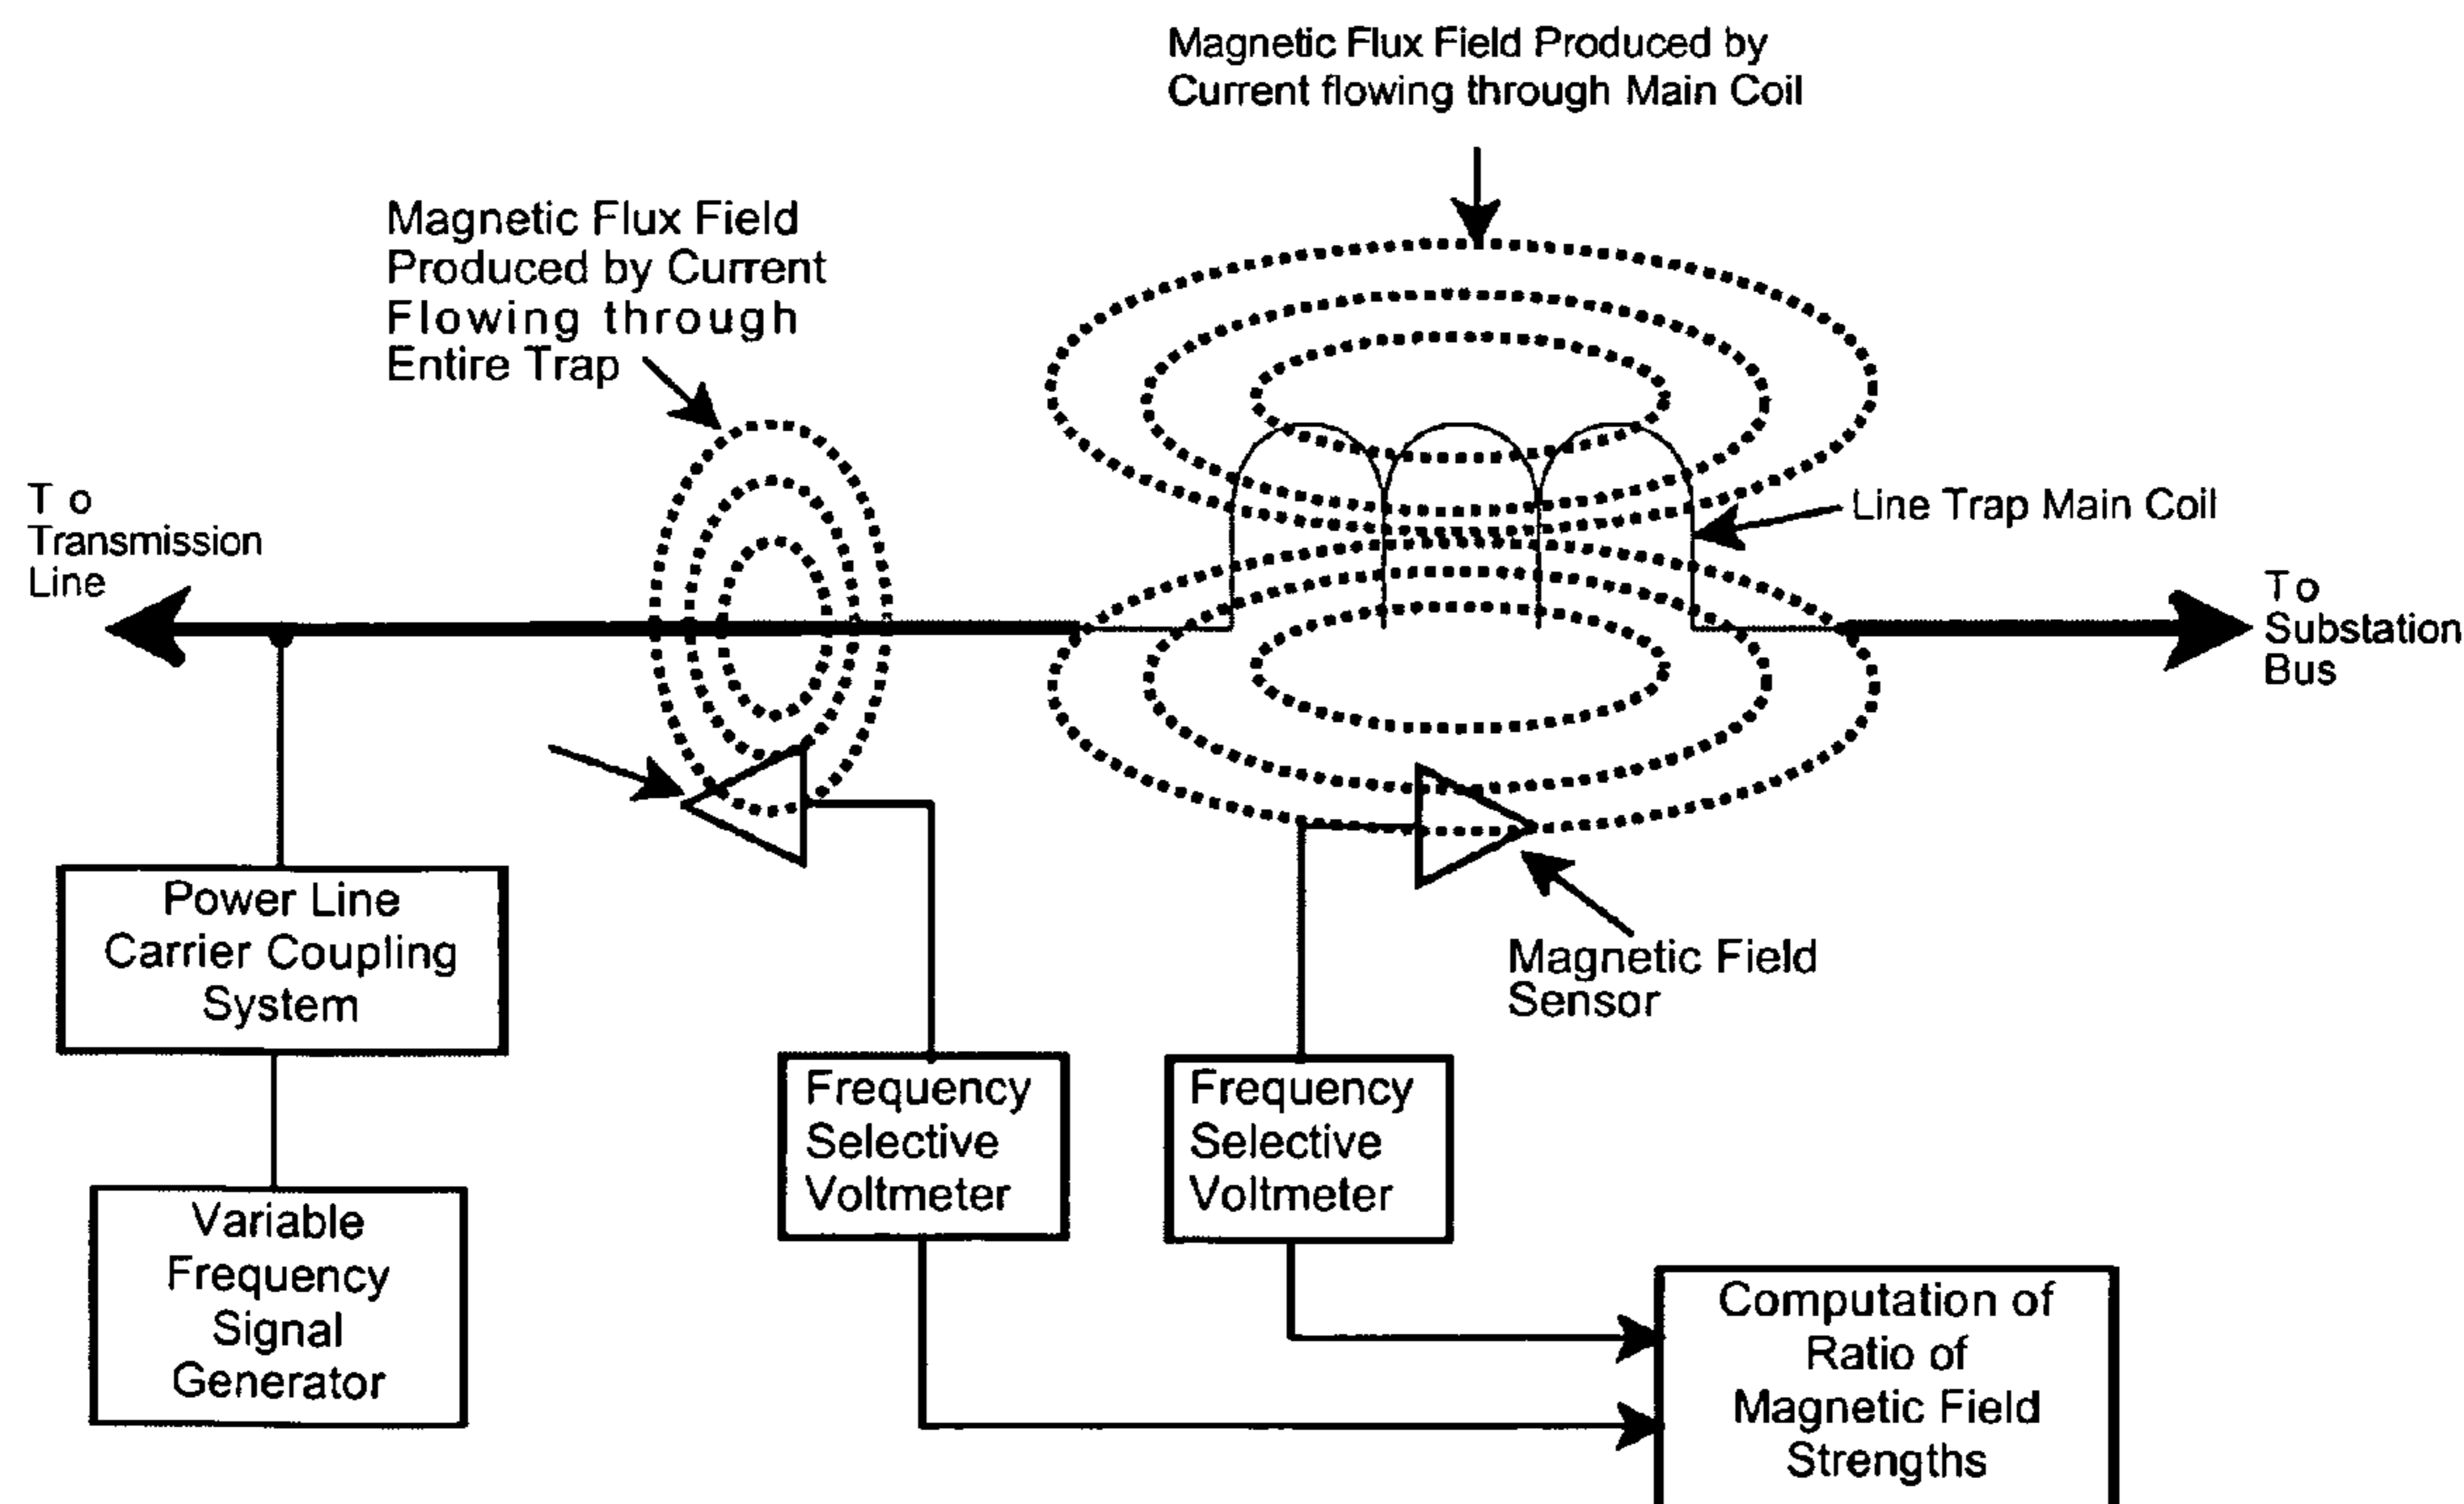 Magnetic Flux Field Produced by
Current flowing through Main Coil
Magnetic Flux Field
Produced by Current
Flowing through
Entire Trap
To
Transmission
Line
Line Trap Main Coil
To
Substation
Bus
Power Line
Carrier Coupling
System
Magnetic Field
Sensor
Frequency
Selective
Voltmeter
Frequency
Selective
Voltmeter
Variable
Frequency
Signal
Generator
Computation of
Ratio of
Magnetic Field
Strengths